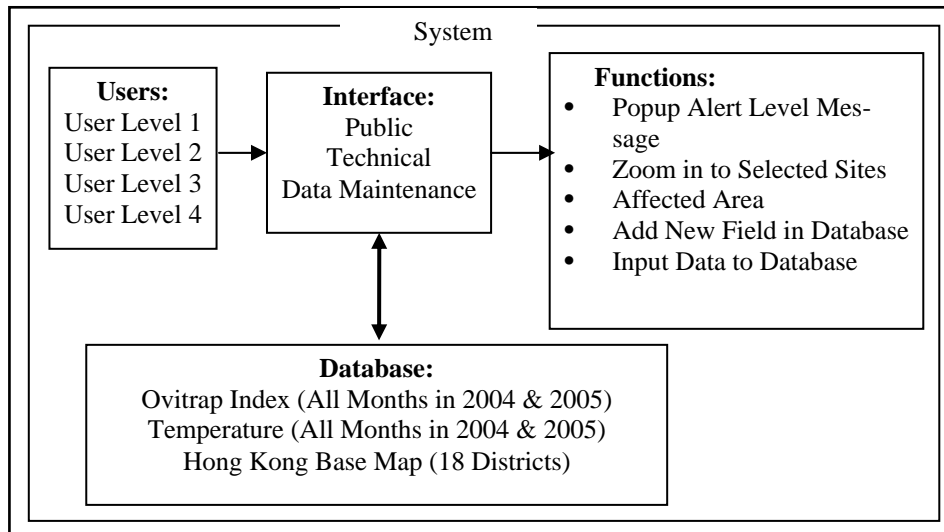 System
Users:
User Level 1
User Level 2
User Level 3
User Level 4
Interface:
Public
Technical
Data Maintenance
Functions:
• Popup Alert Level Mes-
sage
• Zoom in to Selected Sites
• Affected Area
• Add New Field in Database
• Input Data to Database
Database:
Ovitrap Index (All Months in 2004 & 2005)
Temperature (All Months in 2004 & 2005)
Hong Kong Base Map (18 Districts)